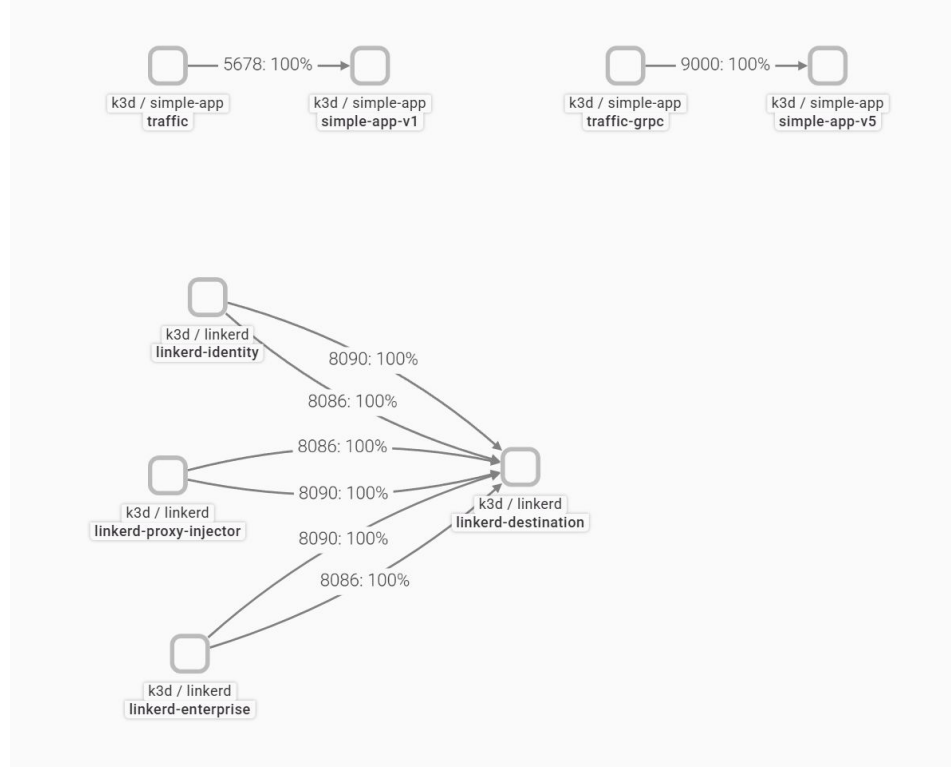 5678: 100%
9000: 100%
k3d / simple-app
traffic
k3d / simple-app
simple-app-v1
k3d / simple-app
traffic-grpc
k3d / simple-app
simple-app-v5
k3d / linkerd
linkerd-identity
8090: 100%
8086: 100%
8086: 100%
8090: 100%
k3d / linkerd
linkerd-destination
k3d / linkerd
linkerd-proxy-injector
8090: 100%
8086: 100%
k3d / linkerd
linkerd-enterprise